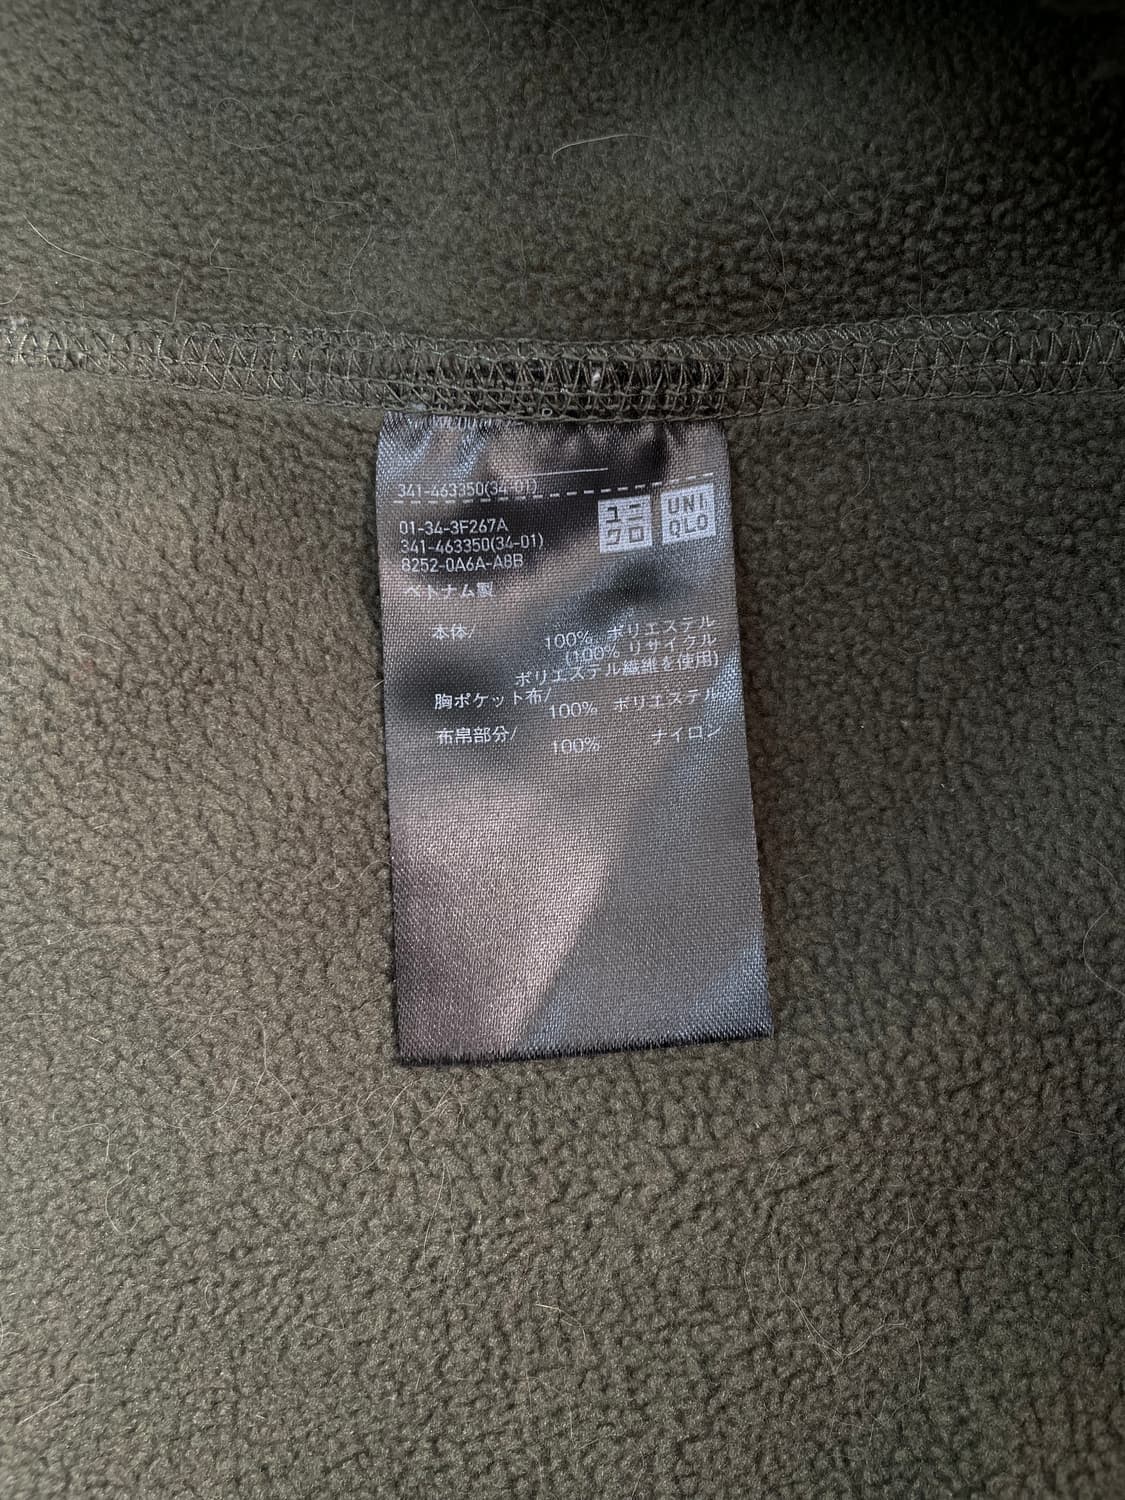 341-463350(34-01)
01-34-3F267A
341-463350(34-01)
8252-0A6A-A8B
ユニ
クロ
UNI
QLO
ベトナム製
本体/
100% ポリエステル
(100% リサイクル
ポリエステル繊維を使用)
胸ポケット布/
100% ポリエステル
布帛部分/
100% ナイロン